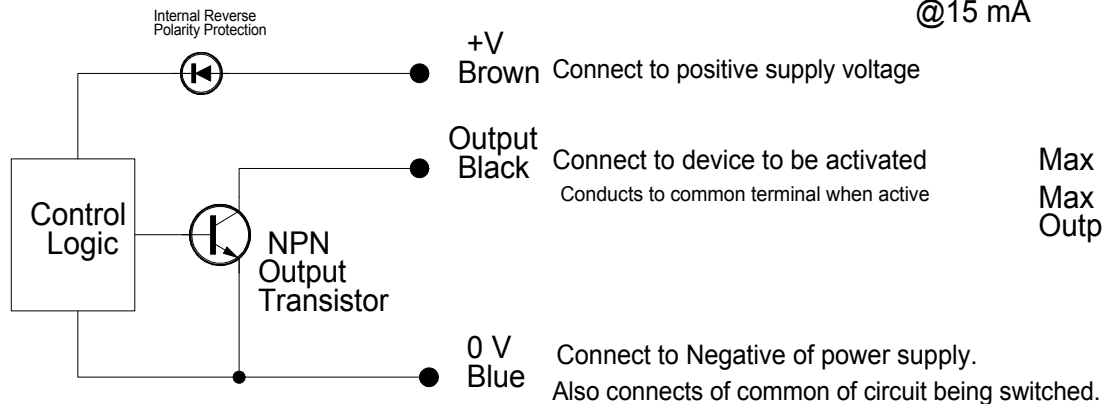 @15 mA
Internal Reverse
Polarity Protection
+V
Brown
Connect to positive supply voltage
Output
Black
Connect to device to be activated
Conducts to common terminal when active
Max
Max
Outp
Control
Logic
NPN
Output
Transistor
0 V
Blue
Connect to Negative of power supply.
Also connects of common of circuit being switched.